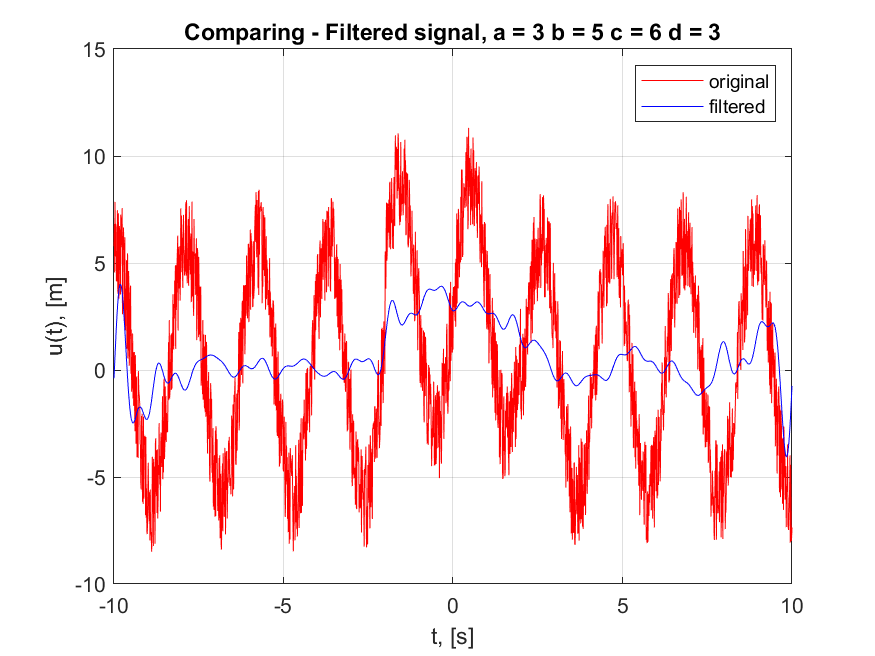 Comparing - Filtered signal, a = 3 b = 5 c = 6 d = 3
15
original
filtered
10
5
0
-5
-10
u(t), [m]
-10 -5 0 5 10
t, [s]